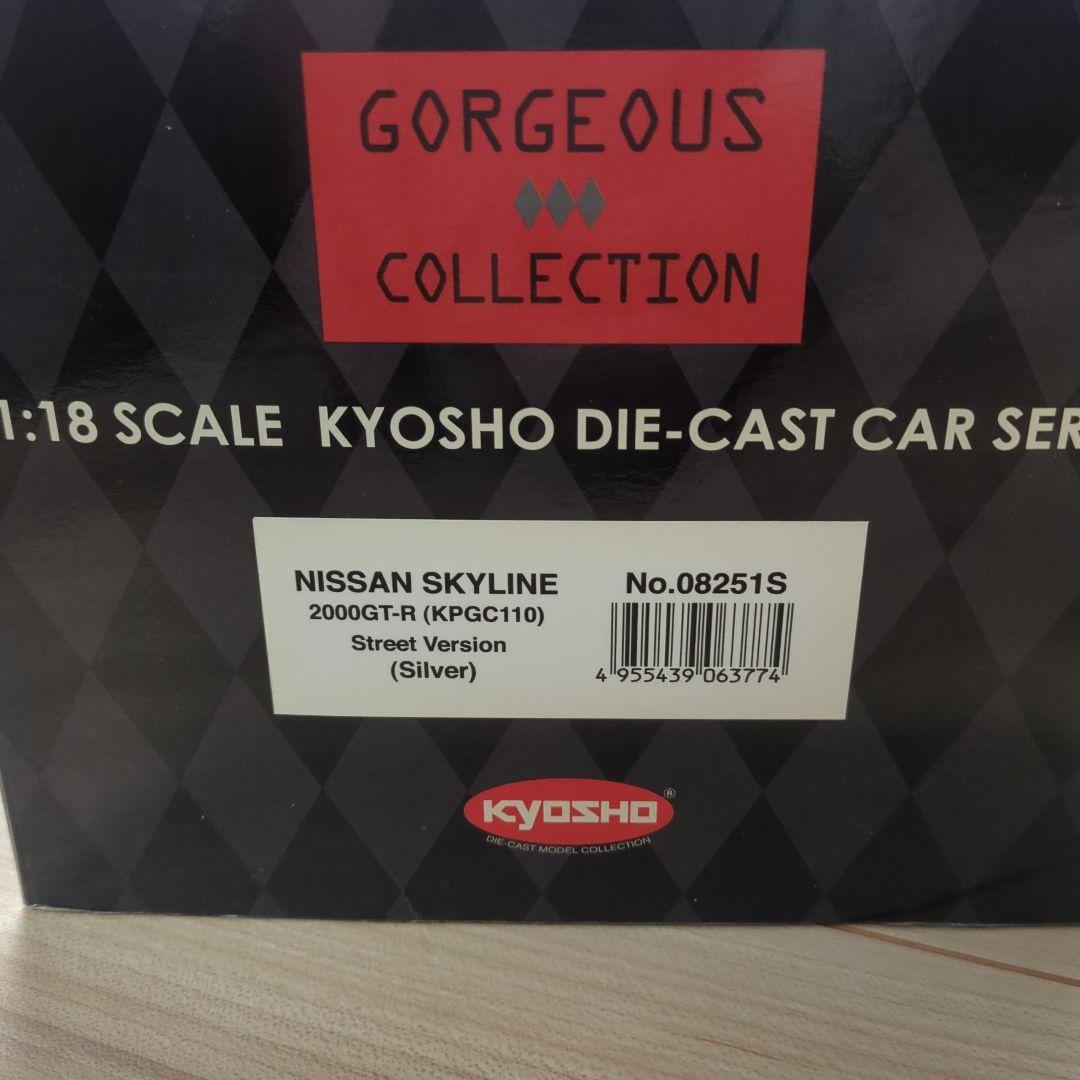 GORGEOUS
COLLECTION
1:18 SCALE KYOSHO DIE-CAST CAR SER
NISSAN SKYLINE
2000GT-R (KPGC110)
Street Version
(Silver)
No.08251S
4 955439 063774
KYOSHO ®
DIE-CAST MODEL COLLECTION